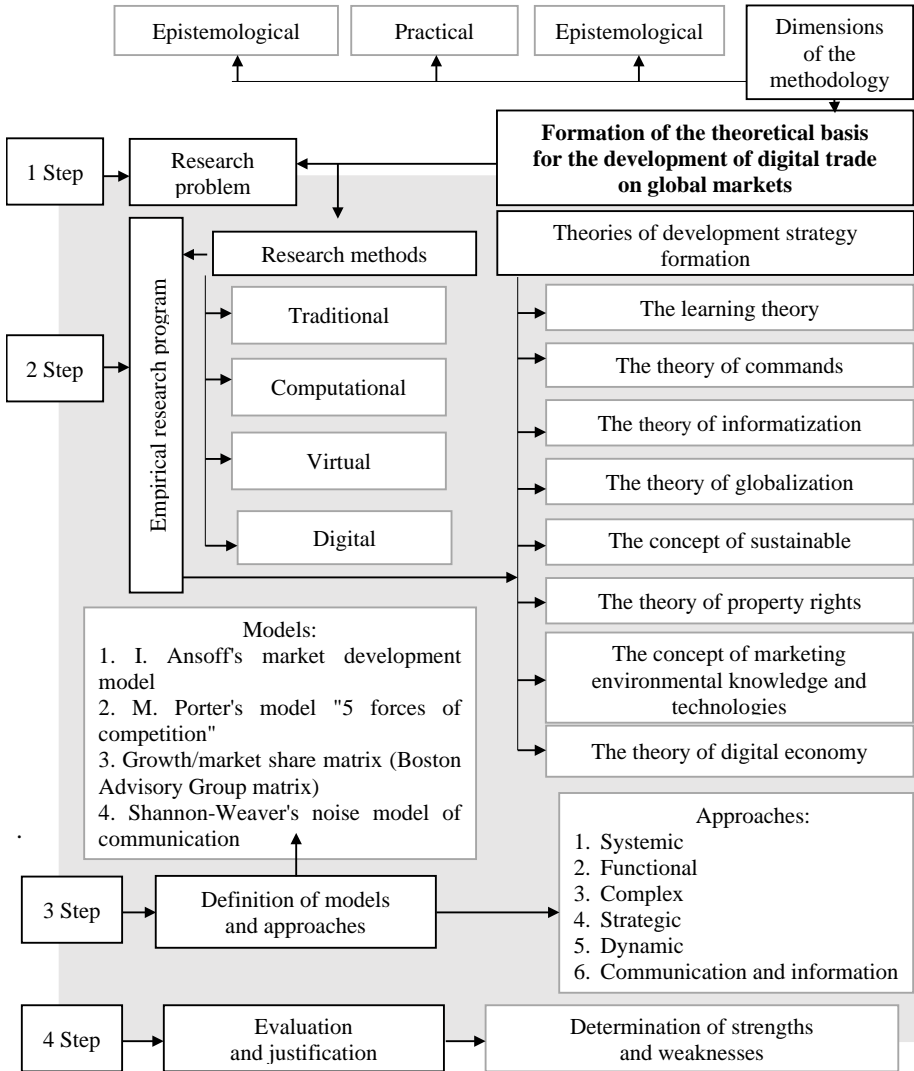 Epistemological
Practical
Epistemological
Dimensions
of the
methodology
Formation of the theoretical basis
for the development of digital trade
on global markets
1 Step
Research
problem
Theories of development strategy
formation
Research methods
2 Step
Empirical research program
Traditional
Computational
Virtual
Digital
The learning theory
The theory of commands
The theory of informatization
The theory of globalization
The concept of sustainable
The theory of property rights
The concept of marketing
environmental knowledge and
technologies
The theory of digital economy
Models:
1. I. Ansoff's market development
model
2. M. Porter's model "5 forces of
competition"
3. Growth/market share matrix (Boston
Advisory Group matrix)
4. Shannon-Weaver's noise model of
communication
.
3 Step
Definition of models
and approaches
Approaches:
1. Systemic
2. Functional
3. Complex
4. Strategic
5. Dynamic
6. Communication and information
4 Step
Evaluation
and justification
Determination of strengths
and weaknesses